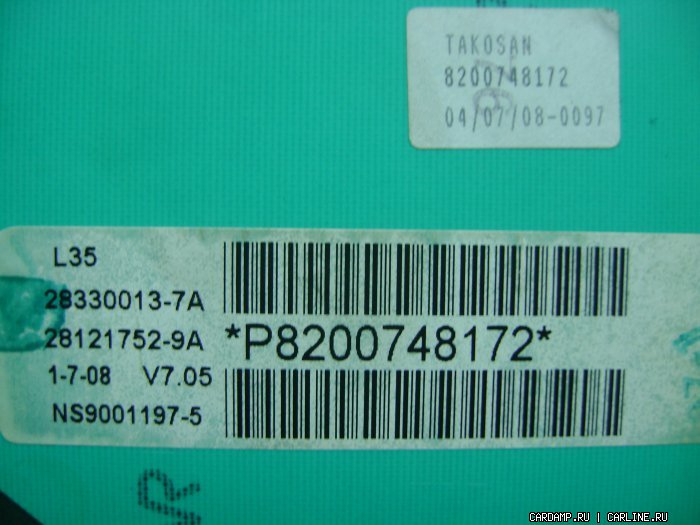 TAKOSAN
8200748172
04/07/08-0097
L35
28330013-7A
28121752-9A
*P8200748172*
1-7-08 V7.05
NS9001197-5
CARDAMP.RU | CARLINE.RU